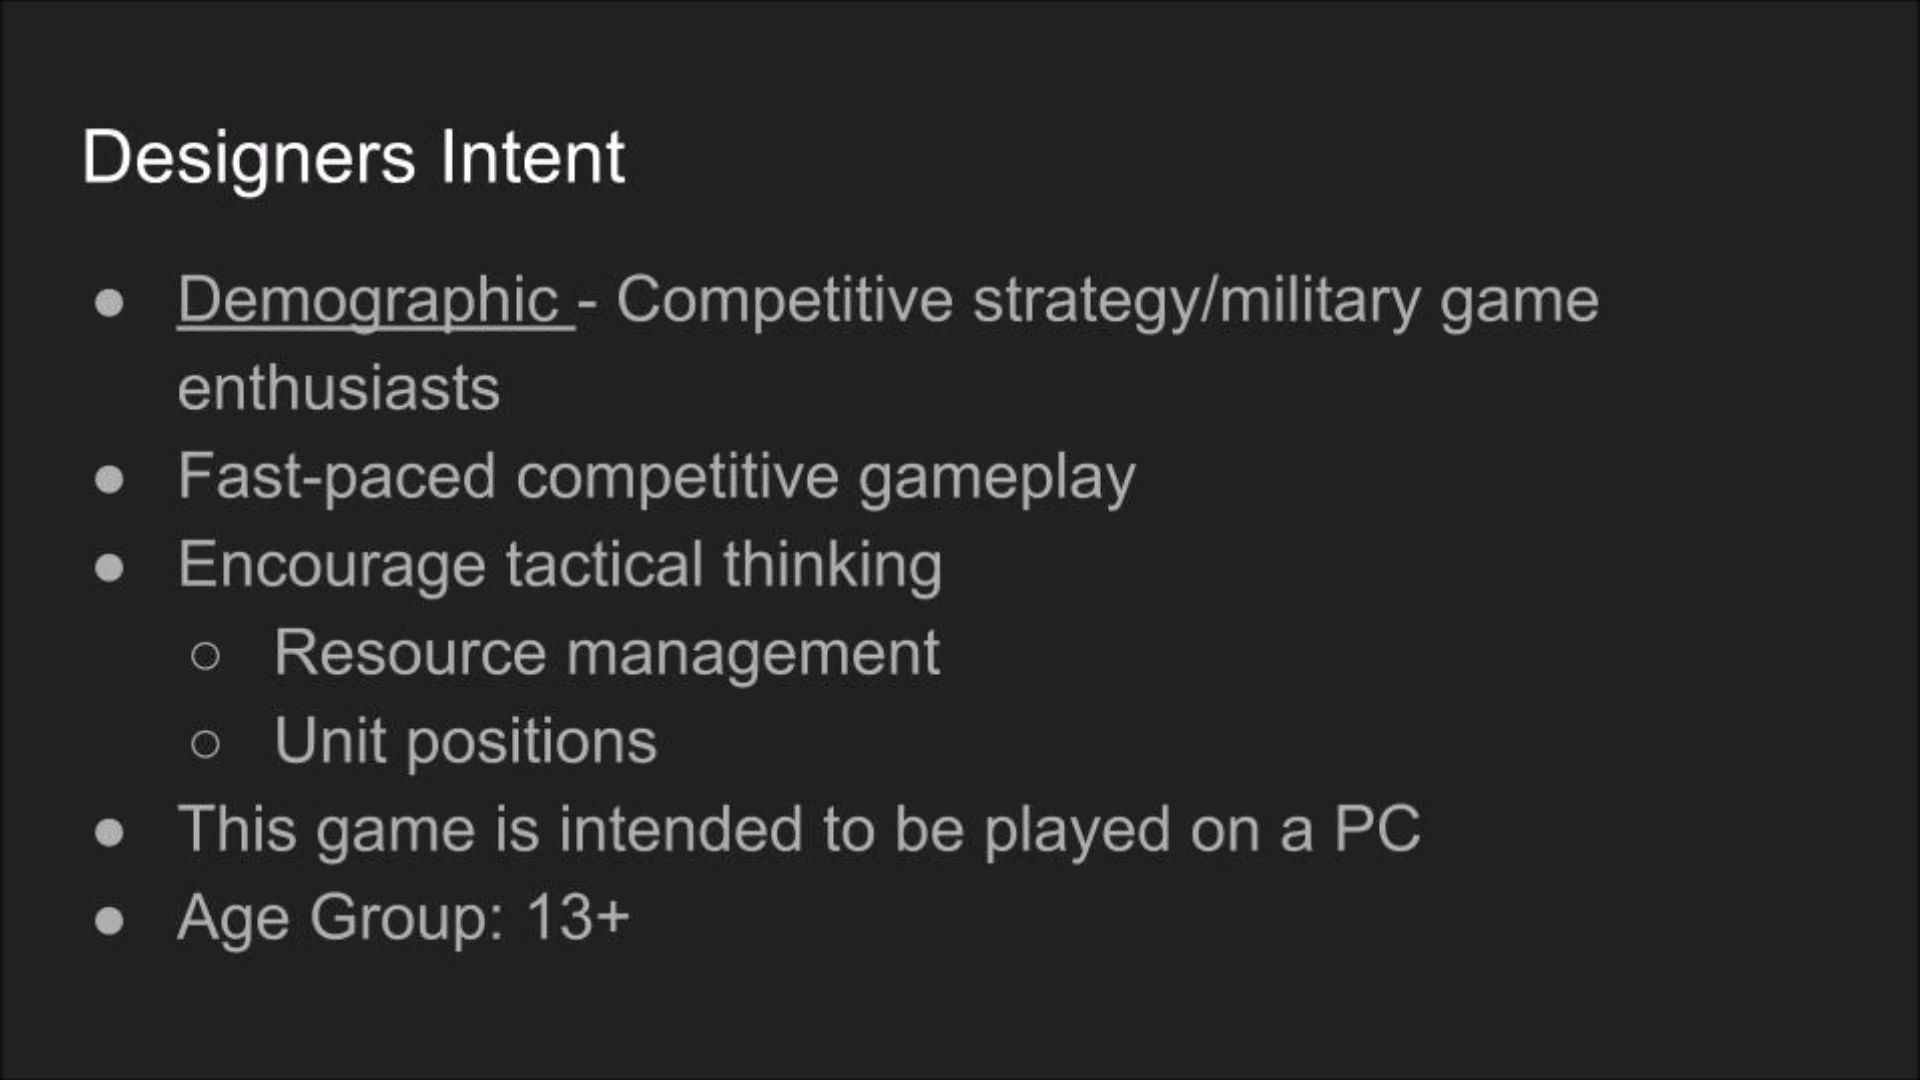 Designers Intent
● Demographic - Competitive strategy/military game
enthusiasts
● Fast-paced competitive gameplay
● Encourage tactical thinking
○ Resource management
○ Unit positions
● This game is intended to be played on a PC
● Age Group: 13+